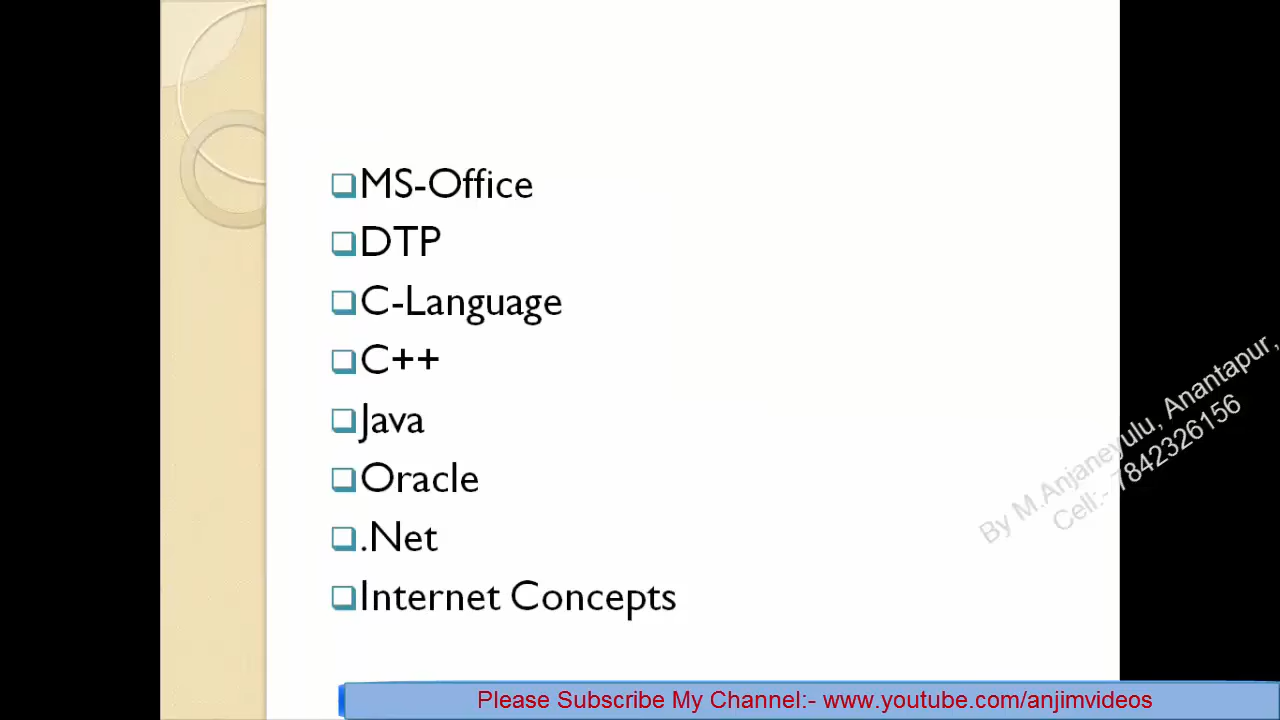 MS-Office
DTP
C-Language
C++
Java
Oracle
.Net
Internet Concepts
By M.Anjaneyulu, Anantapur,
Cell:- 7842326156
Please Subscribe My Channel:- www.youtube.com/anjimvideos